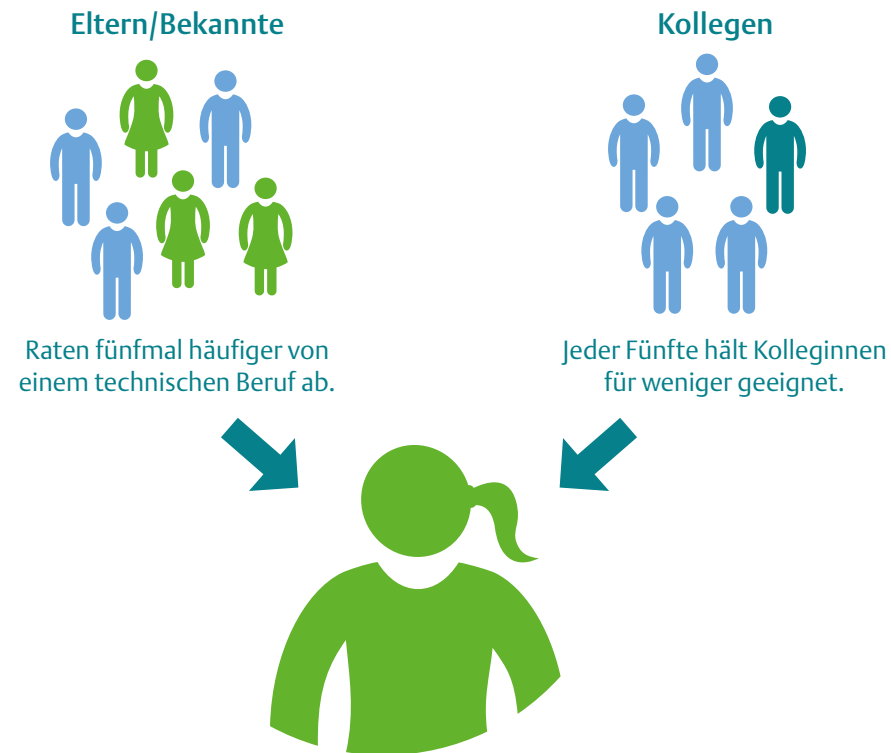 Eltern/Bekannte
Raten fünfmal häufiger von
einem technischen Beruf ab.
Kollegen
Jeder Fünfte hält Kolleginnen
für weniger geeignet.